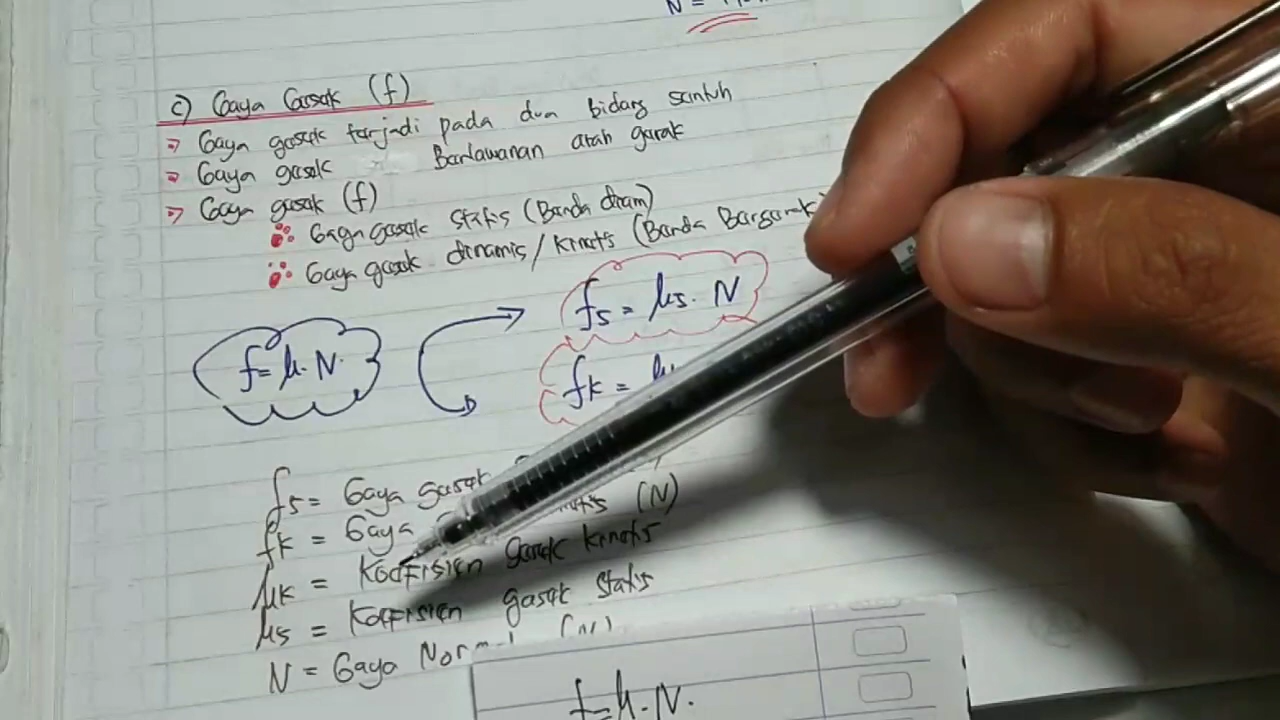 N =
c) Gaya Gesek (f)
⇒ Gaya gesek terjadi pada dua bidang sentuh
⇒ Gaya gesek Berlawanan arah gerak
⇒ Gaya gesek (f)
Gaya gesek statis (Benda diam)
Gaya gesek dinamis / kinetis (Benda Bergerak)
f = μ. N.
fs = μs. N
fk = μ
fs = Gaya gesek
fk = Gaya (N)
μk = Koefisien gesek kinetis
μs = Koefisien gesek statis
N = Gaya Normal (N)
f = μ. N.